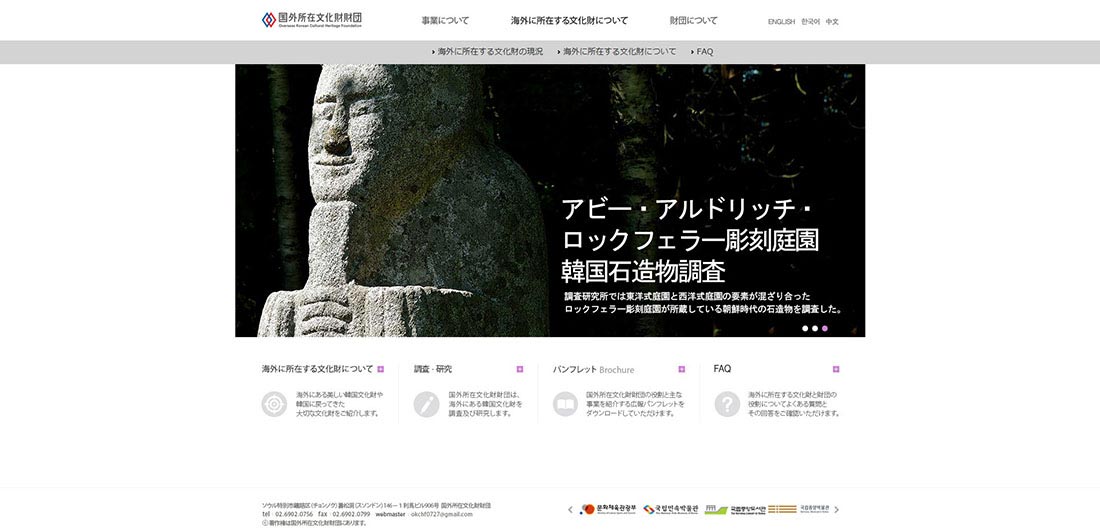 国外所在文化財財団
Overseas Korean Cultural Heritage Foundation
事業について
海外に所在する文化財について
財団について
ENGLISH 한국어 中文
海外に所在する文化財の現況
海外に所在する文化財について
FAQ
アビー・アルドリッチ・
ロックフェラー彫刻庭園
韓国石造物調査
調査研究所では東洋式庭園と西洋式庭園の要素が混ざり合った
ロックフェラー彫刻庭園が所蔵している朝鮮時代の石造物を調査した。
海外に所在する文化財について
海外にある美しい韓国文化財や
韓国に戻ってきた
大切な文化財をご紹介します。
調査·研究
国外所在文化財財団は、
海外にある韓国文化財を
調査及び研究します。
パンフレット Brochure
国外所在文化財財団の役割と主な
事業を紹介する広報パンフレットを
ダウンロードしていただけます。
FAQ
海外に所在する文化財と財団の
役割についてよくある質問と
その回答をご確認いただけます。
ソウル特別市鍾路区(チョンノク)(スソンドン)146-1 利馬ビル906号 国外所在文化財財団
tel 02.6902.0756 fax 02.6902.0799 webmaster okchf0727@gmail.com
ⓒ著作権は国外所在文化財財団にあります。
문화체육관광부
국립민속박물관
국립중앙도서관
국립중앙박물관